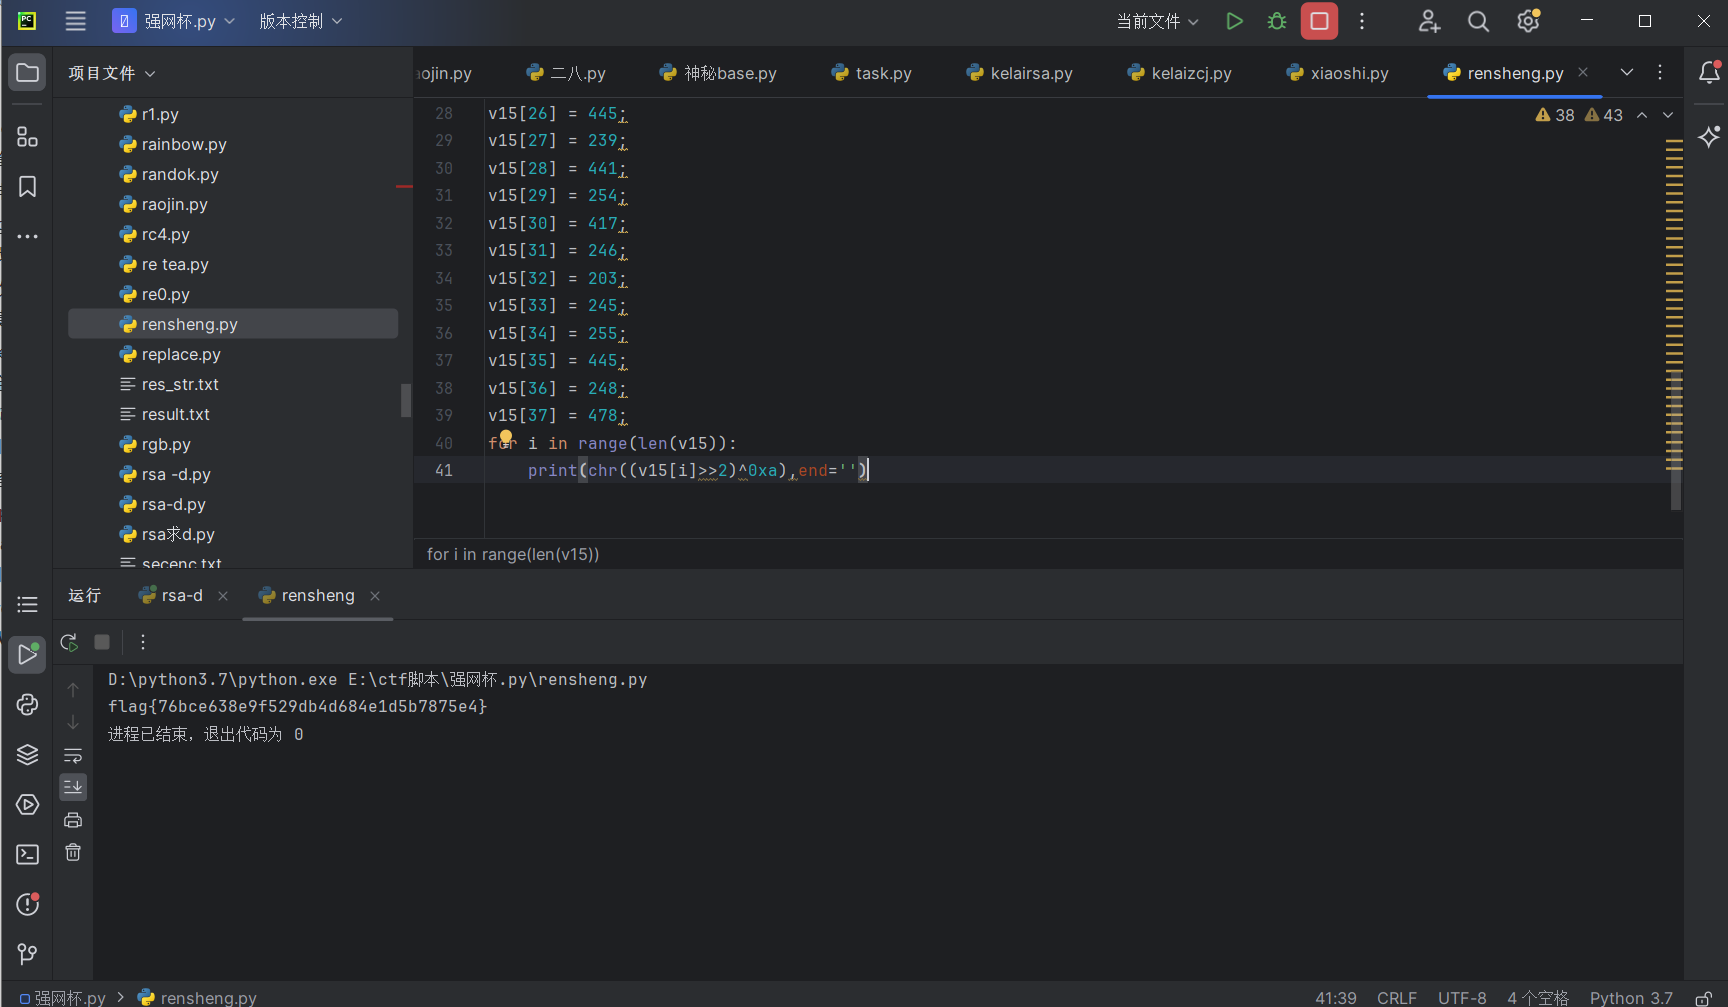 强网杯.py
版本控制
当前文件
项目文件
aojin.py
二八.py
神秘base.py
task.py
kelairsa.py
kelaizcj.py
xiaoshi.py
rensheng.py
r1.py
rainbow.py
randok.py
raojin.py
rc4.py
re tea.py
re0.py
rensheng.py
replace.py
res_str.txt
result.txt
rgb.py
rsa -d.py
rsa-d.py
rsa求d.py
secenc.txt
38 43
28 v15[26] = 445;
29 v15[27] = 239;
30 v15[28] = 441;
31 v15[29] = 254;
32 v15[30] = 417;
33 v15[31] = 246;
34 v15[32] = 203;
35 v15[33] = 245;
36 v15[34] = 255;
37 v15[35] = 445;
38 v15[36] = 248;
39 v15[37] = 478;
40 for i in range(len(v15)):
41 print(chr((v15[i]>>2)^0xa),end='')
for i in range(len(v15))
运行
rsa-d
rensheng
D:\python3.7\python.exe E:\ctf脚本\强网杯.py\rensheng.py
flag{76bce638e9f529db4d684e1d5b7875e4}
进程已结束，退出代码为 0
强网杯.py > rensheng.py
41:39 CRLF UTF-8 4 个空格 Python 3.7